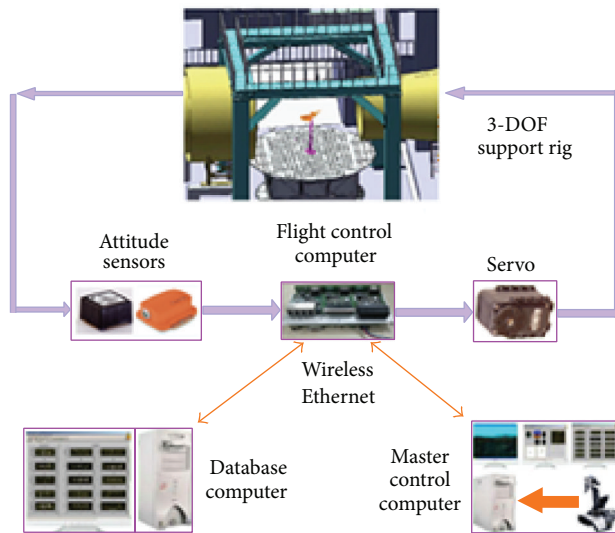 3-DOF
support rig
Attitude
sensors
Flight control
computer
Servo
Wireless
Ethernet
Database
computer
Master
control
computer